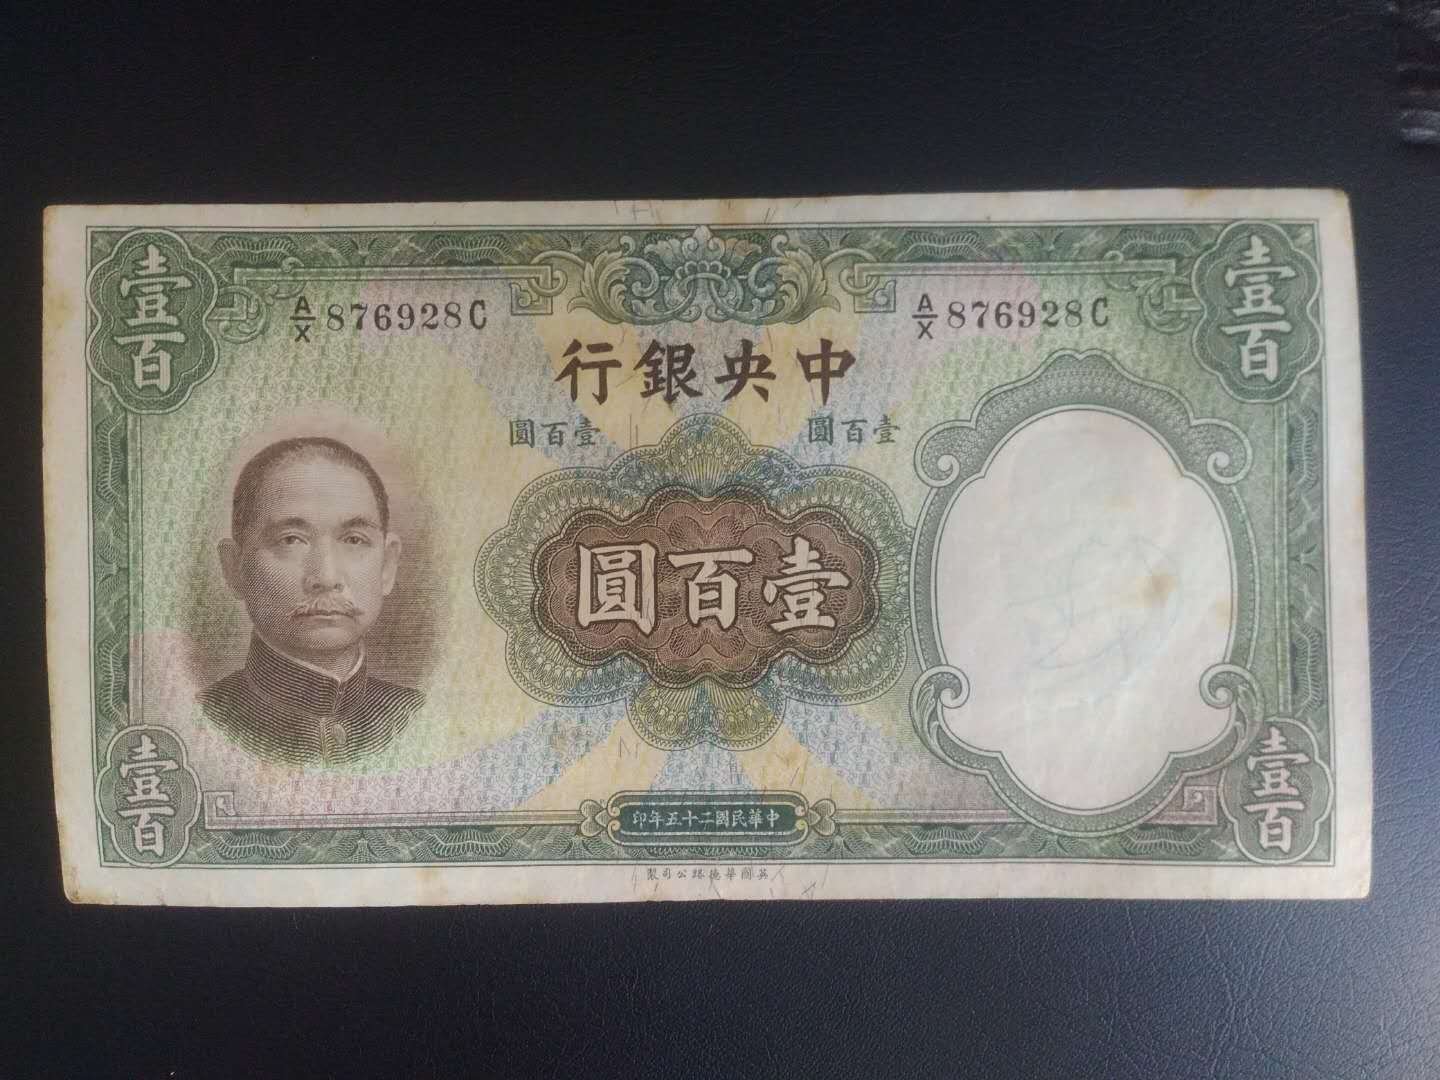 壹百
壹百
A/X 876928C
A/X 876928C
中央銀行
壹百圓
壹百圓
壹百圓
壹百
壹百
中華民國二十五年印
英國華德路公司製